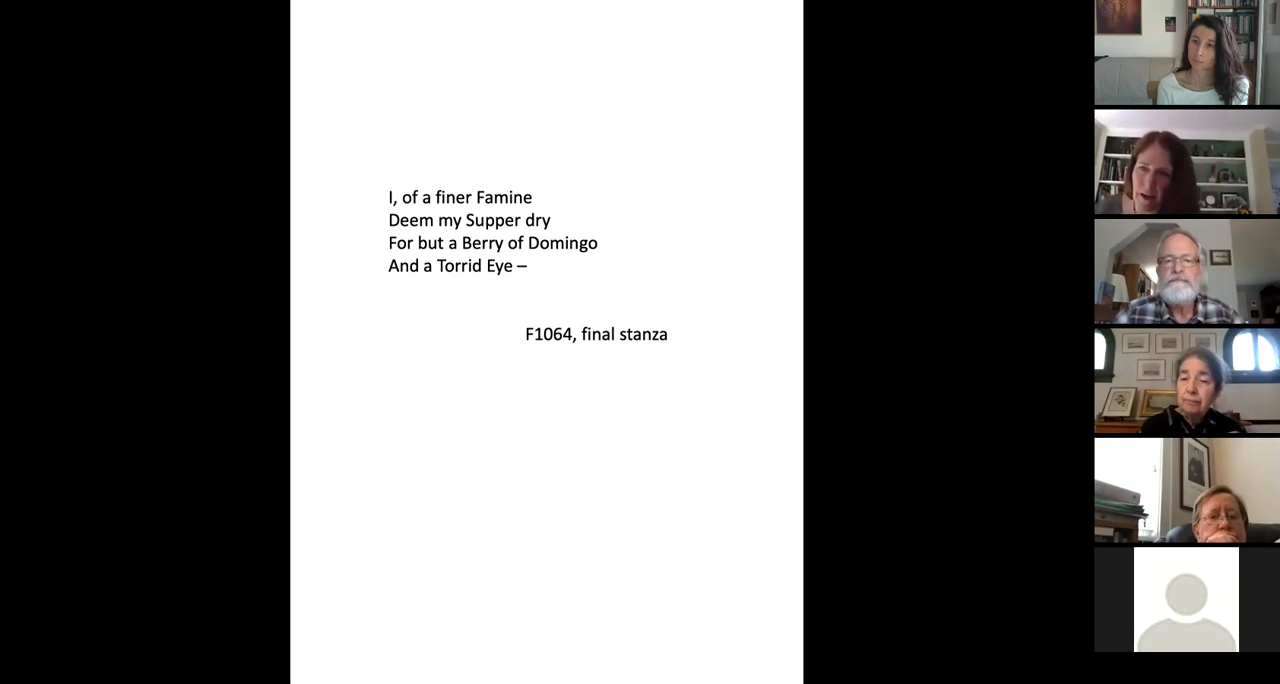 I, of a finer Famine
Deem my Supper dry
For but a Berry of Domingo
And a Torrid Eye –
F1064, final stanza